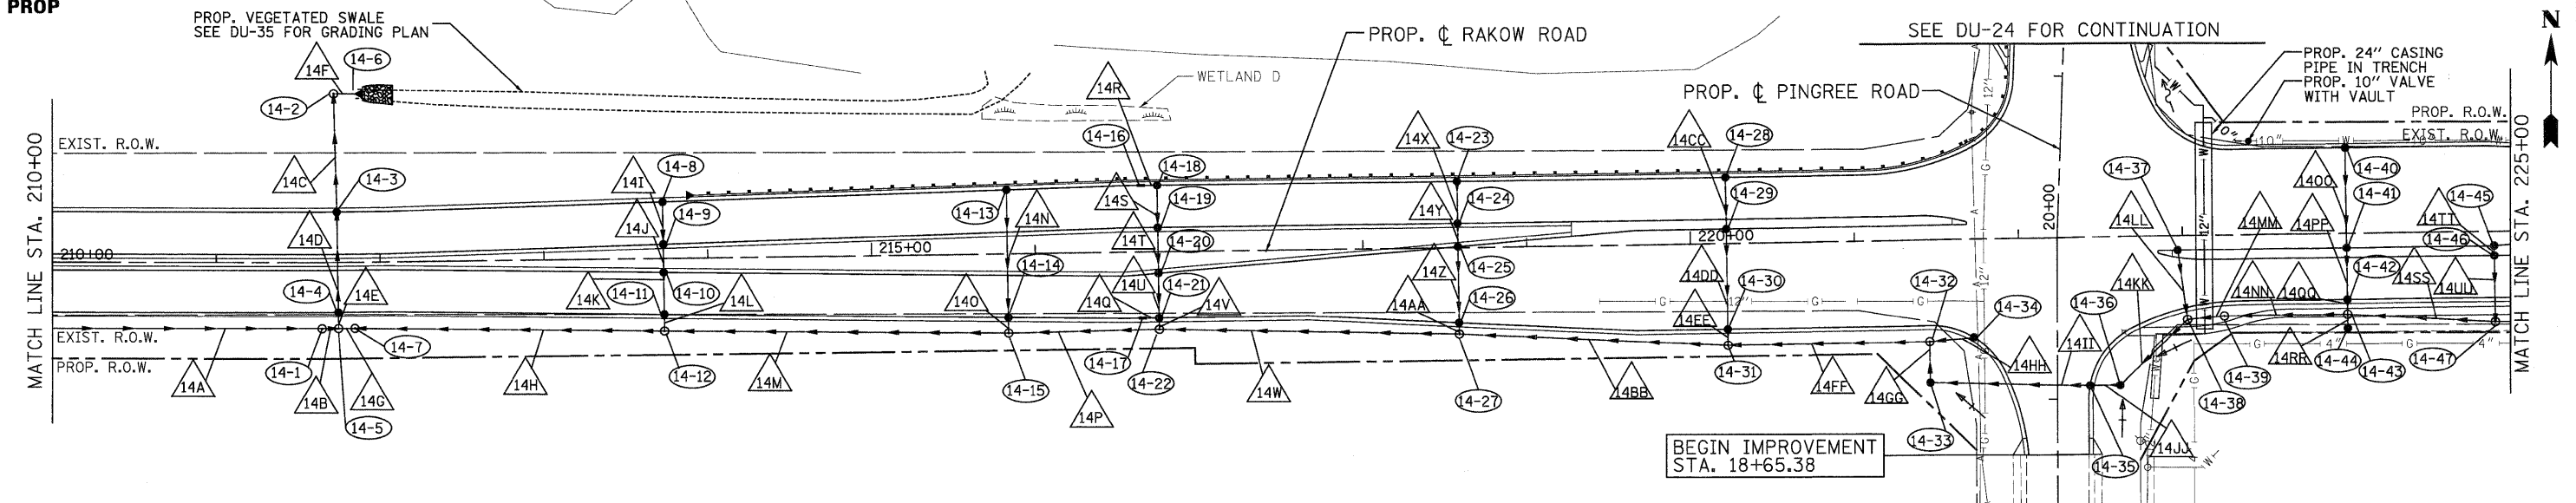 PROP
PROP. VEGETATED SWALE
SEE DU-35 FOR GRADING PLAN
14F
14-6
14-2
PROP. ℄ RAKOW ROAD
WETLAND D
14R
14-16
SEE DU-24 FOR CONTINUATION
PROP. ℄ PINGREE ROAD
PROP. 24" CASING
PIPE IN TRENCH
PROP. 10" VALVE
WITH VAULT
N
PROP. R.O.W.
EXIST. R.O.W.
EXIST. R.O.W.
MATCH LINE STA. 210+00
MATCH LINE STA. 225+00
14C
14-3
14I
14-8
14-18
14X
14-23
14CC
14-28
14-37
14OO
14-40
14D
14J
14-9
14-13
14N
14S
14-19
14Y
14-24
14-29
14LL
14MM
14PP
14-41
14TT
14-45
210+00
215+00
220+00
20+00
14T
14-20
14-46
14-4
14E
14K
14-11
14-10
14L
14O
14-14
14Q
14U
14-21
14V
14Z
14-25
14AA
14-26
14DD
14-30
14EE
14-32
14-34
14KK
14-36
14NN
14QQ
14-42
14SS
14UU
EXIST. R.O.W.
PROP. R.O.W.
14A
14-1
14B
14G
14-7
14-5
14H
14-12
14M
14-15
14P
14-17
14-22
14W
14-27
14BB
14-31
14FF
14GG
14HH
14II
14-33
14-35
14JJ
14-38
14-39
14RR
14-44
14-43
14-47
12"
12"
12"
12"
10"
10"
4"
4"
BEGIN IMPROVEMENT
STA. 18+65.38